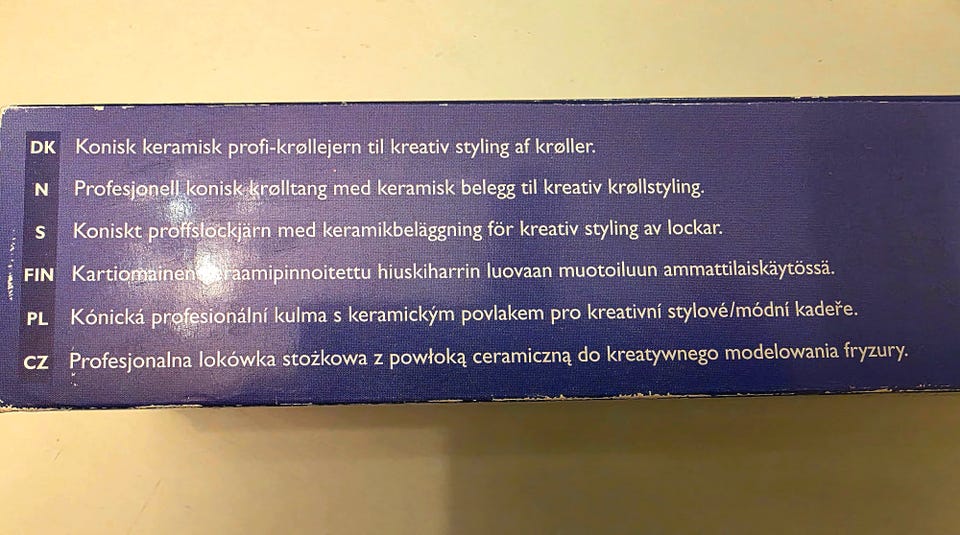 DK Konisk keramisk profi-krøllejern til kreativ styling af krøller.
N Profesjonell konisk krølltang med keramisk belegg til kreativ krøllstyling.
S Koniskt proffslockjärn med keramikbeläggning för kreativ styling av lockar.
FIN Kartiomainen hiuskiharrin luovaan muotoiluun ammattilaiskäytössä.
PL Kónická profesionální kulma s keramickým povlakem pro kreativní stylové/módní kadeře.
CZ Profesjonalna lokówka stożkowa z powłoką ceramiczną do kreatywnego modelowania fryzury.